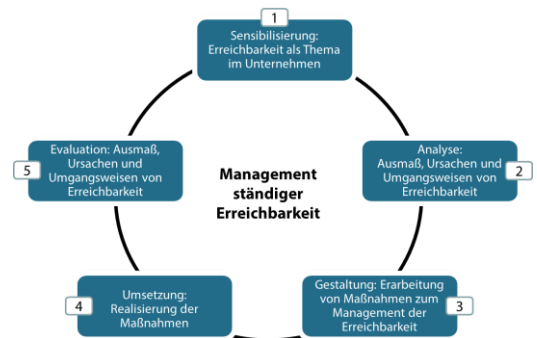 1
Sensibilisierung:
Erreichbarkeit als Thema
im Unternehmen
Analyse:
Ausmaß, Ursachen und
Umgangsweisen von
Erreichbarkeit
2
Gestaltung: Erarbeitung
von Maßnahmen zum
Management der
Erreichbarkeit
3
Umsetzung:
Realisierung der
Maßnahmen
4
Evaluation: Ausmaß,
Ursachen und
Umgangsweisen von
Erreichbarkeit
5
Management
ständiger
Erreichbarkeit